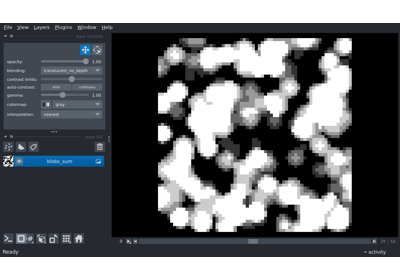 File View Layers Plugins Window Help
opacity: 1.00
blending: translucent_no_depth
contrast limits:
auto-contrast: once continuous
gamma: 1.00
colormap: gray
interpolation: nearest
blobs_sum
Ready
activity